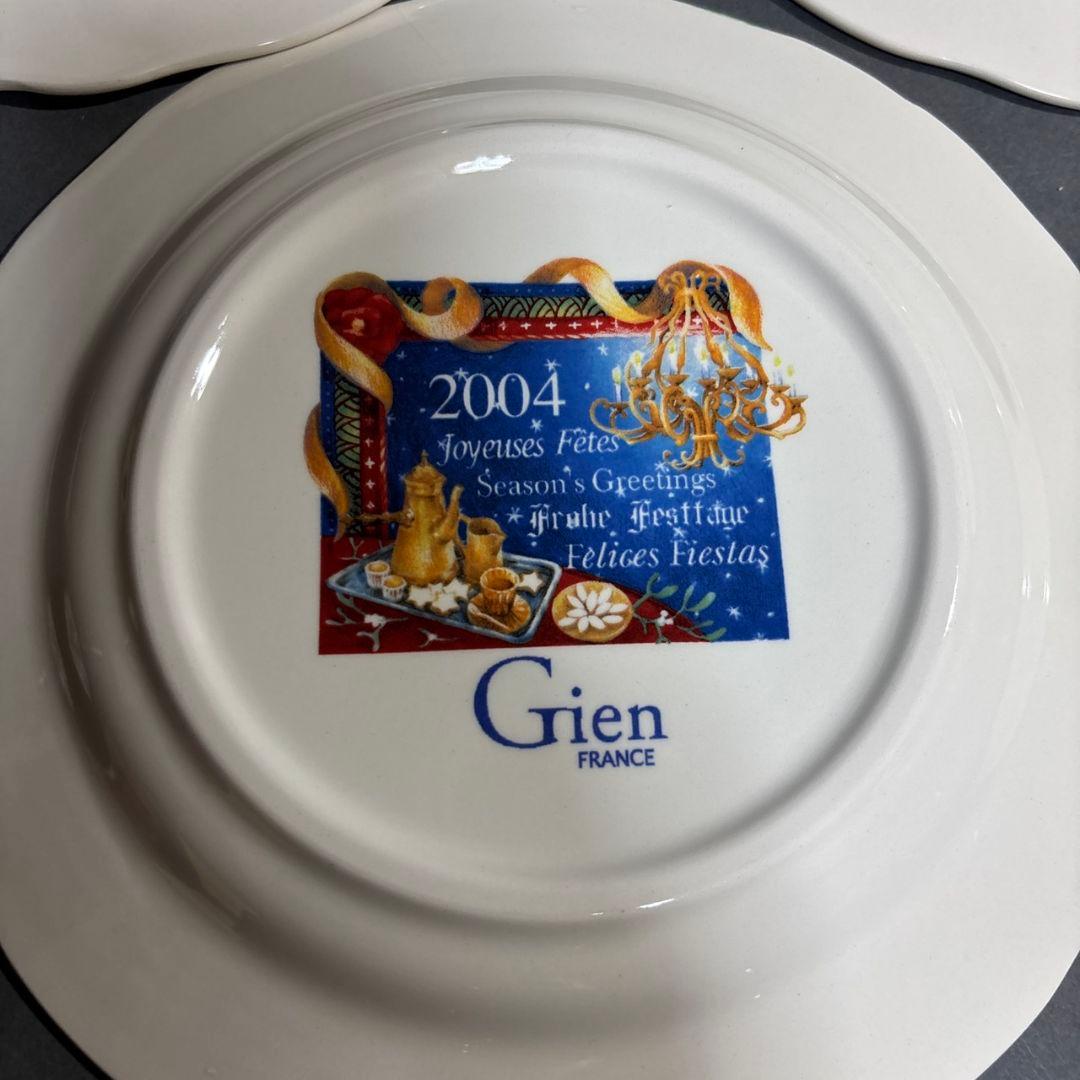 2004
Joyeuses Fêtes
Season's Greetings
Frohe Festtage
Felices Fiestas
Gien
FRANCE